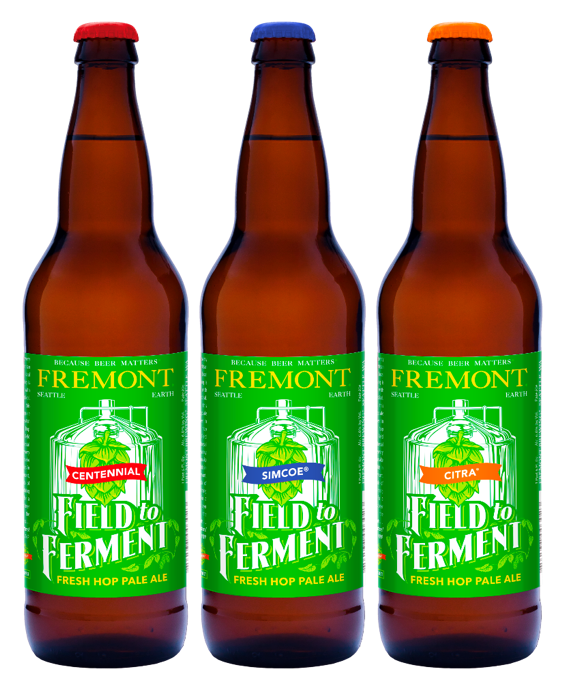 BECAUSE BEER MATTERS
FREMONT
SEATTLE EARTH
CENTENNIAL
FIELD to
FERMENT
FRESH HOP PALE ALE
BECAUSE BEER MATTERS
FREMONT
SEATTLE EARTH
SIMCOE®
FIELD to
FERMENT
FRESH HOP PALE ALE
BECAUSE BEER MATTERS
FREMONT
SEATTLE EARTH
CITRA®
FIELD to
FERMENT
FRESH HOP PALE ALE